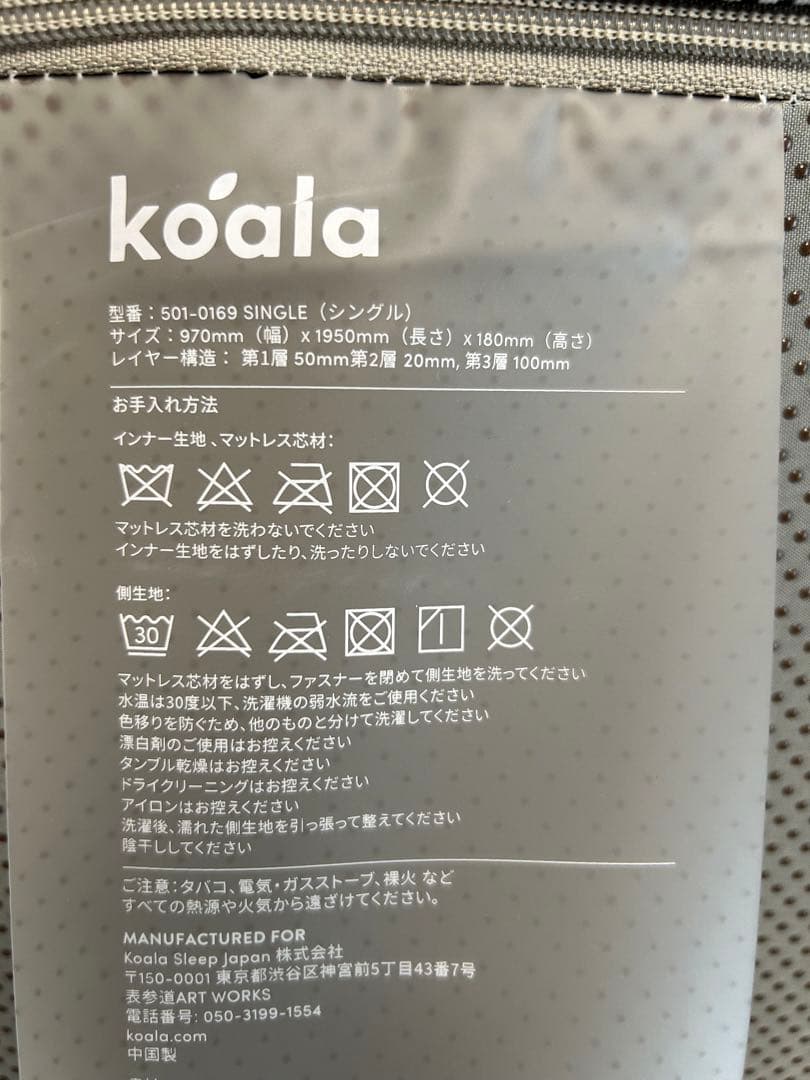 koala
型番：501-0169 SINGLE（シングル）
サイズ：970mm（幅）x 1950mm（長さ）x 180mm（高さ）
レイヤー構造： 第1層 50mm第2層 20mm, 第3層 100mm
お手入れ方法
インナー生地、マットレス芯材：
マットレス芯材を洗わないでください
インナー生地をはずしたり、洗ったりしないでください
側生地：
30
マットレス芯材をはずし、ファスナーを閉めて側生地を洗ってください
水温は30度以下、洗濯機の弱水流をご使用ください
色移りを防ぐため、他のものと分けて洗濯してください
漂白剤のご使用はお控えください
タンブル乾燥はお控えください
ドライクリーニングはお控えください
アイロンはお控えください
洗濯後、濡れた側生地を引っ張って整えてください
陰干ししてください
ご注意：タバコ、電気・ガスストーブ、裸火 など
すべての熱源や火気から遠ざけてください。
MANUFACTURED FOR
Koala Sleep Japan 株式会社
〒150-0001 東京都渋谷区神宮前5丁目43番7号
表参道ART WORKS
電話番号: 050-3199-1554
koala.com
中国製